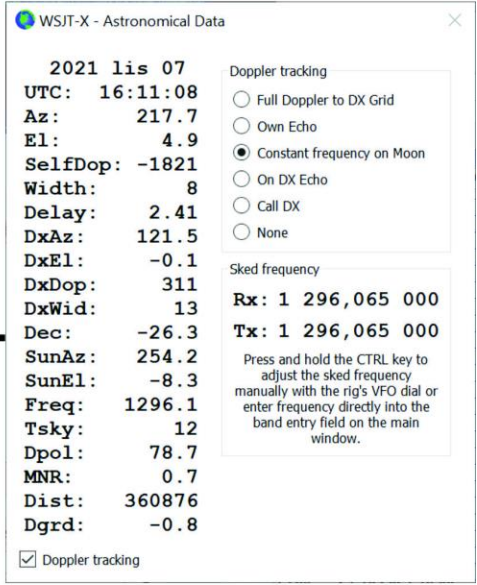 WSJT-X - Astronomical Data
2021 lis 07
UTC: 16:11:08
Az: 217.7
El: 4.9
SelfDop: -1821
Width: 8
Delay: 2.41
DxAz: 121.5
DxEl: -0.1
DxDop: 311
DxWid: 13
Dec: -26.3
SunAz: 254.2
SunEl: -8.3
Freq: 1296.1
Tsky: 12
Dpol: 78.7
MNR: 0.7
Dist: 360876
Dgrd: -0.8
Doppler tracking
Doppler tracking
Full Doppler to DX Grid
Own Echo
Constant frequency on Moon
On DX Echo
Call DX
None
Sked frequency
Rx: 1 296,065 000
Tx: 1 296,065 000
Press and hold the CTRL key to
adjust the sked frequency
manually with the rig's VFO dial or
enter frequency directly into the
band entry field on the main
window.